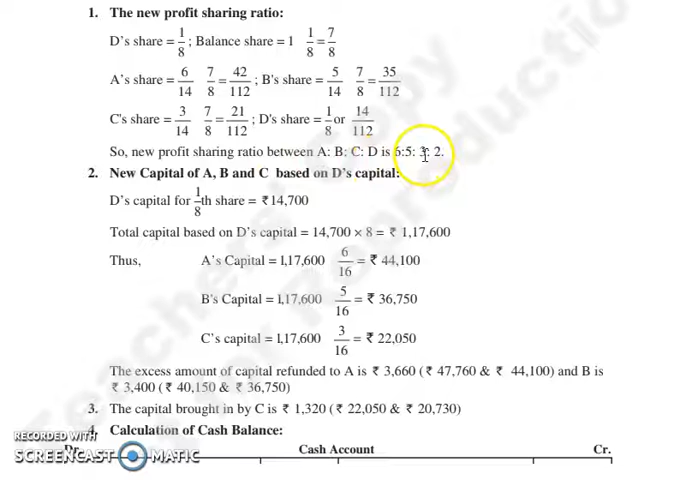 1. The new profit sharing ratio:
D's share = 1/8 ; Balance share = 1 1/8 = 7/8
A's share = 6/14 7/8 = 42/112 ; B's share = 5/14 7/8 = 35/112
C's share = 3/14 7/8 = 21/112 ; D's share = 1/8 or 14/112
So, new profit sharing ratio between A: B: C: D is 6:5: 3: 2.
2. New Capital of A, B and C based on D's capital:
D's capital for 1/8 th share = ₹ 14,700
Total capital based on D's capital = 14,700 × 8 = ₹ 1,17,600
Thus, A's Capital = 1,17,600 6/16 = ₹ 44,100
B's Capital = 1,17,600 5/16 = ₹ 36,750
C's capital = 1,17,600 3/16 = ₹ 22,050
The excess amount of capital refunded to A is ₹ 3,660 (₹ 47,760 & ₹ 44,100) and B is
₹ 3,400 (₹ 40,150 & ₹ 36,750)
3. The capital brought in by C is ₹ 1,320 (₹ 22,050 & ₹ 20,730)
4. Calculation of Cash Balance:
Dr. Cash Account Cr.
RECORDED WITH
SCREENCAST MATIC